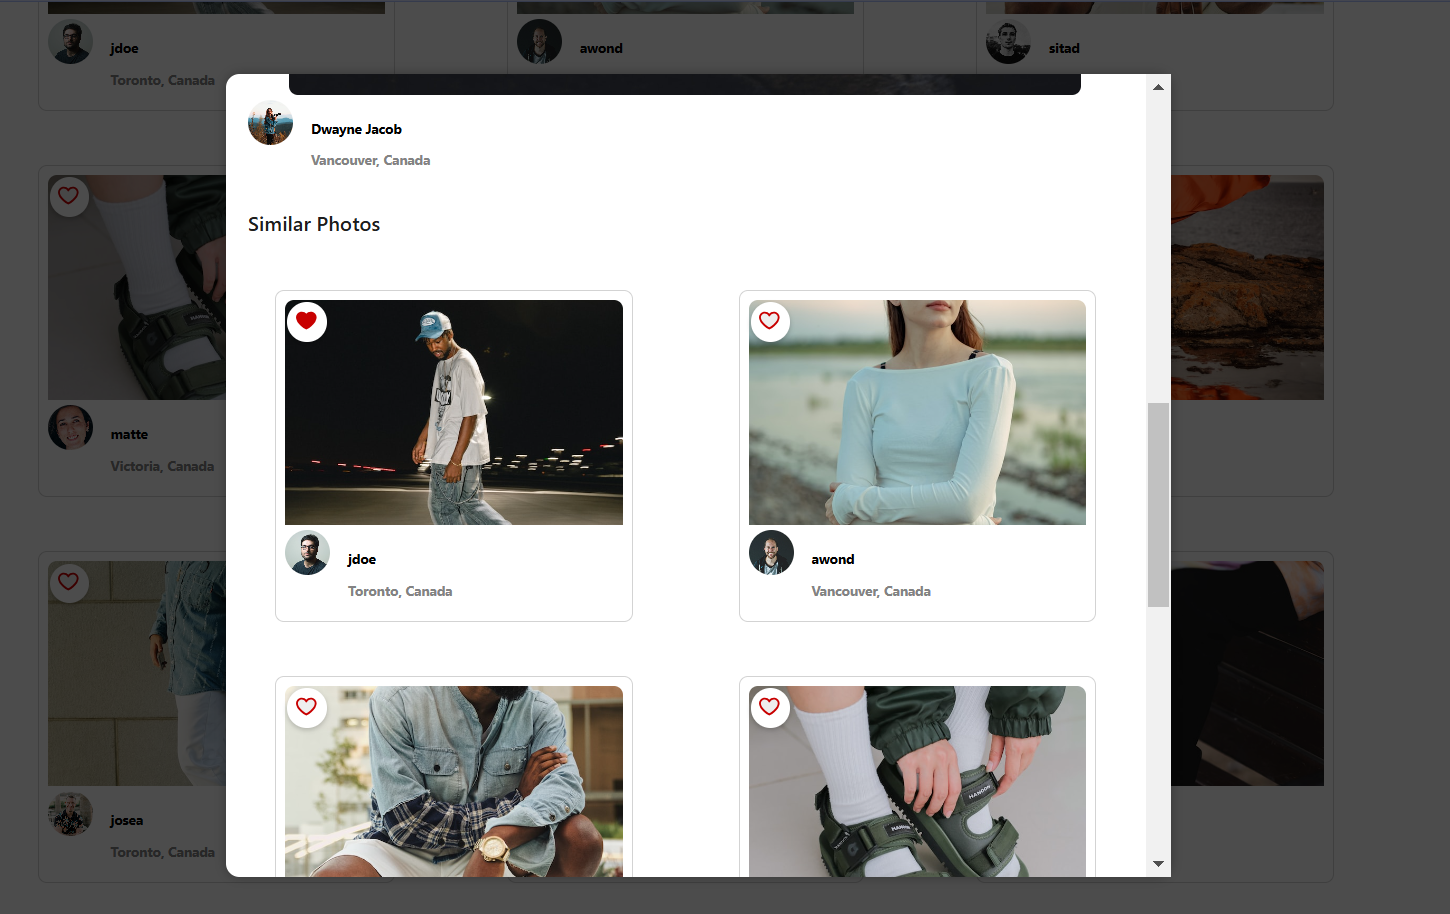 jdoe
Toronto, Canada
awond
sitad
Dwayne Jacob
Vancouver, Canada
Similar Photos
matte
Victoria, Canada
jdoe
Toronto, Canada
awond
Vancouver, Canada
josea
Toronto, Canada